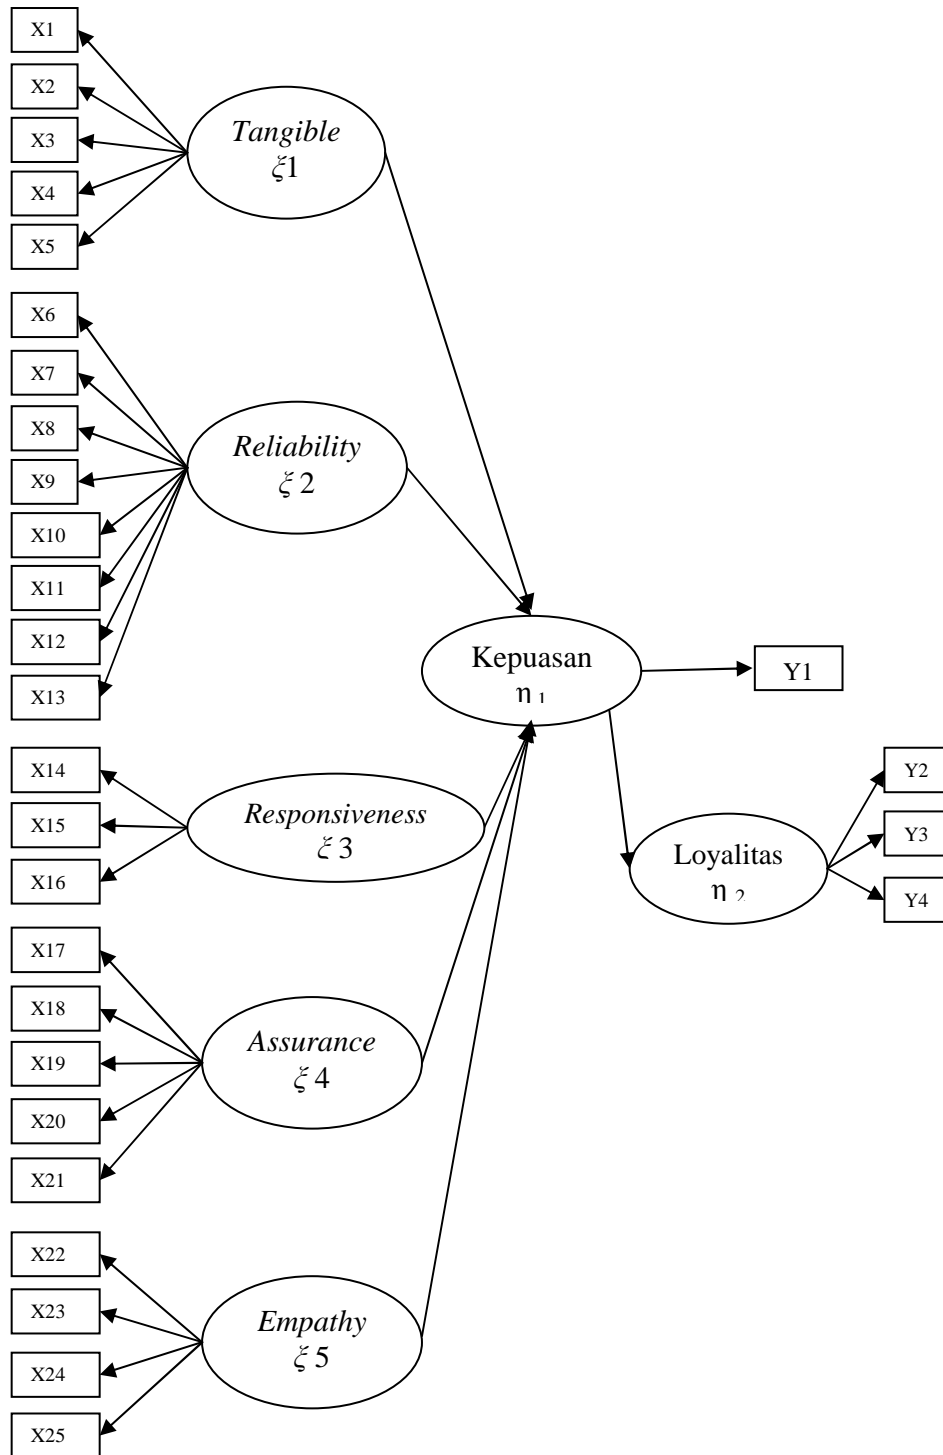 X1
X2
X3
X4
X5
Tangible
ξ1
X6
X7
X8
X9
X10
X11
X12
X13
Reliability
ξ 2
Kepuasan
η 1
Y1
X14
X15
X16
Responsiveness
ξ 3
Loyalitas
η 2
Y2
Y3
Y4
X17
X18
X19
X20
X21
Assurance
ξ 4
X22
X23
X24
X25
Empathy
ξ 5